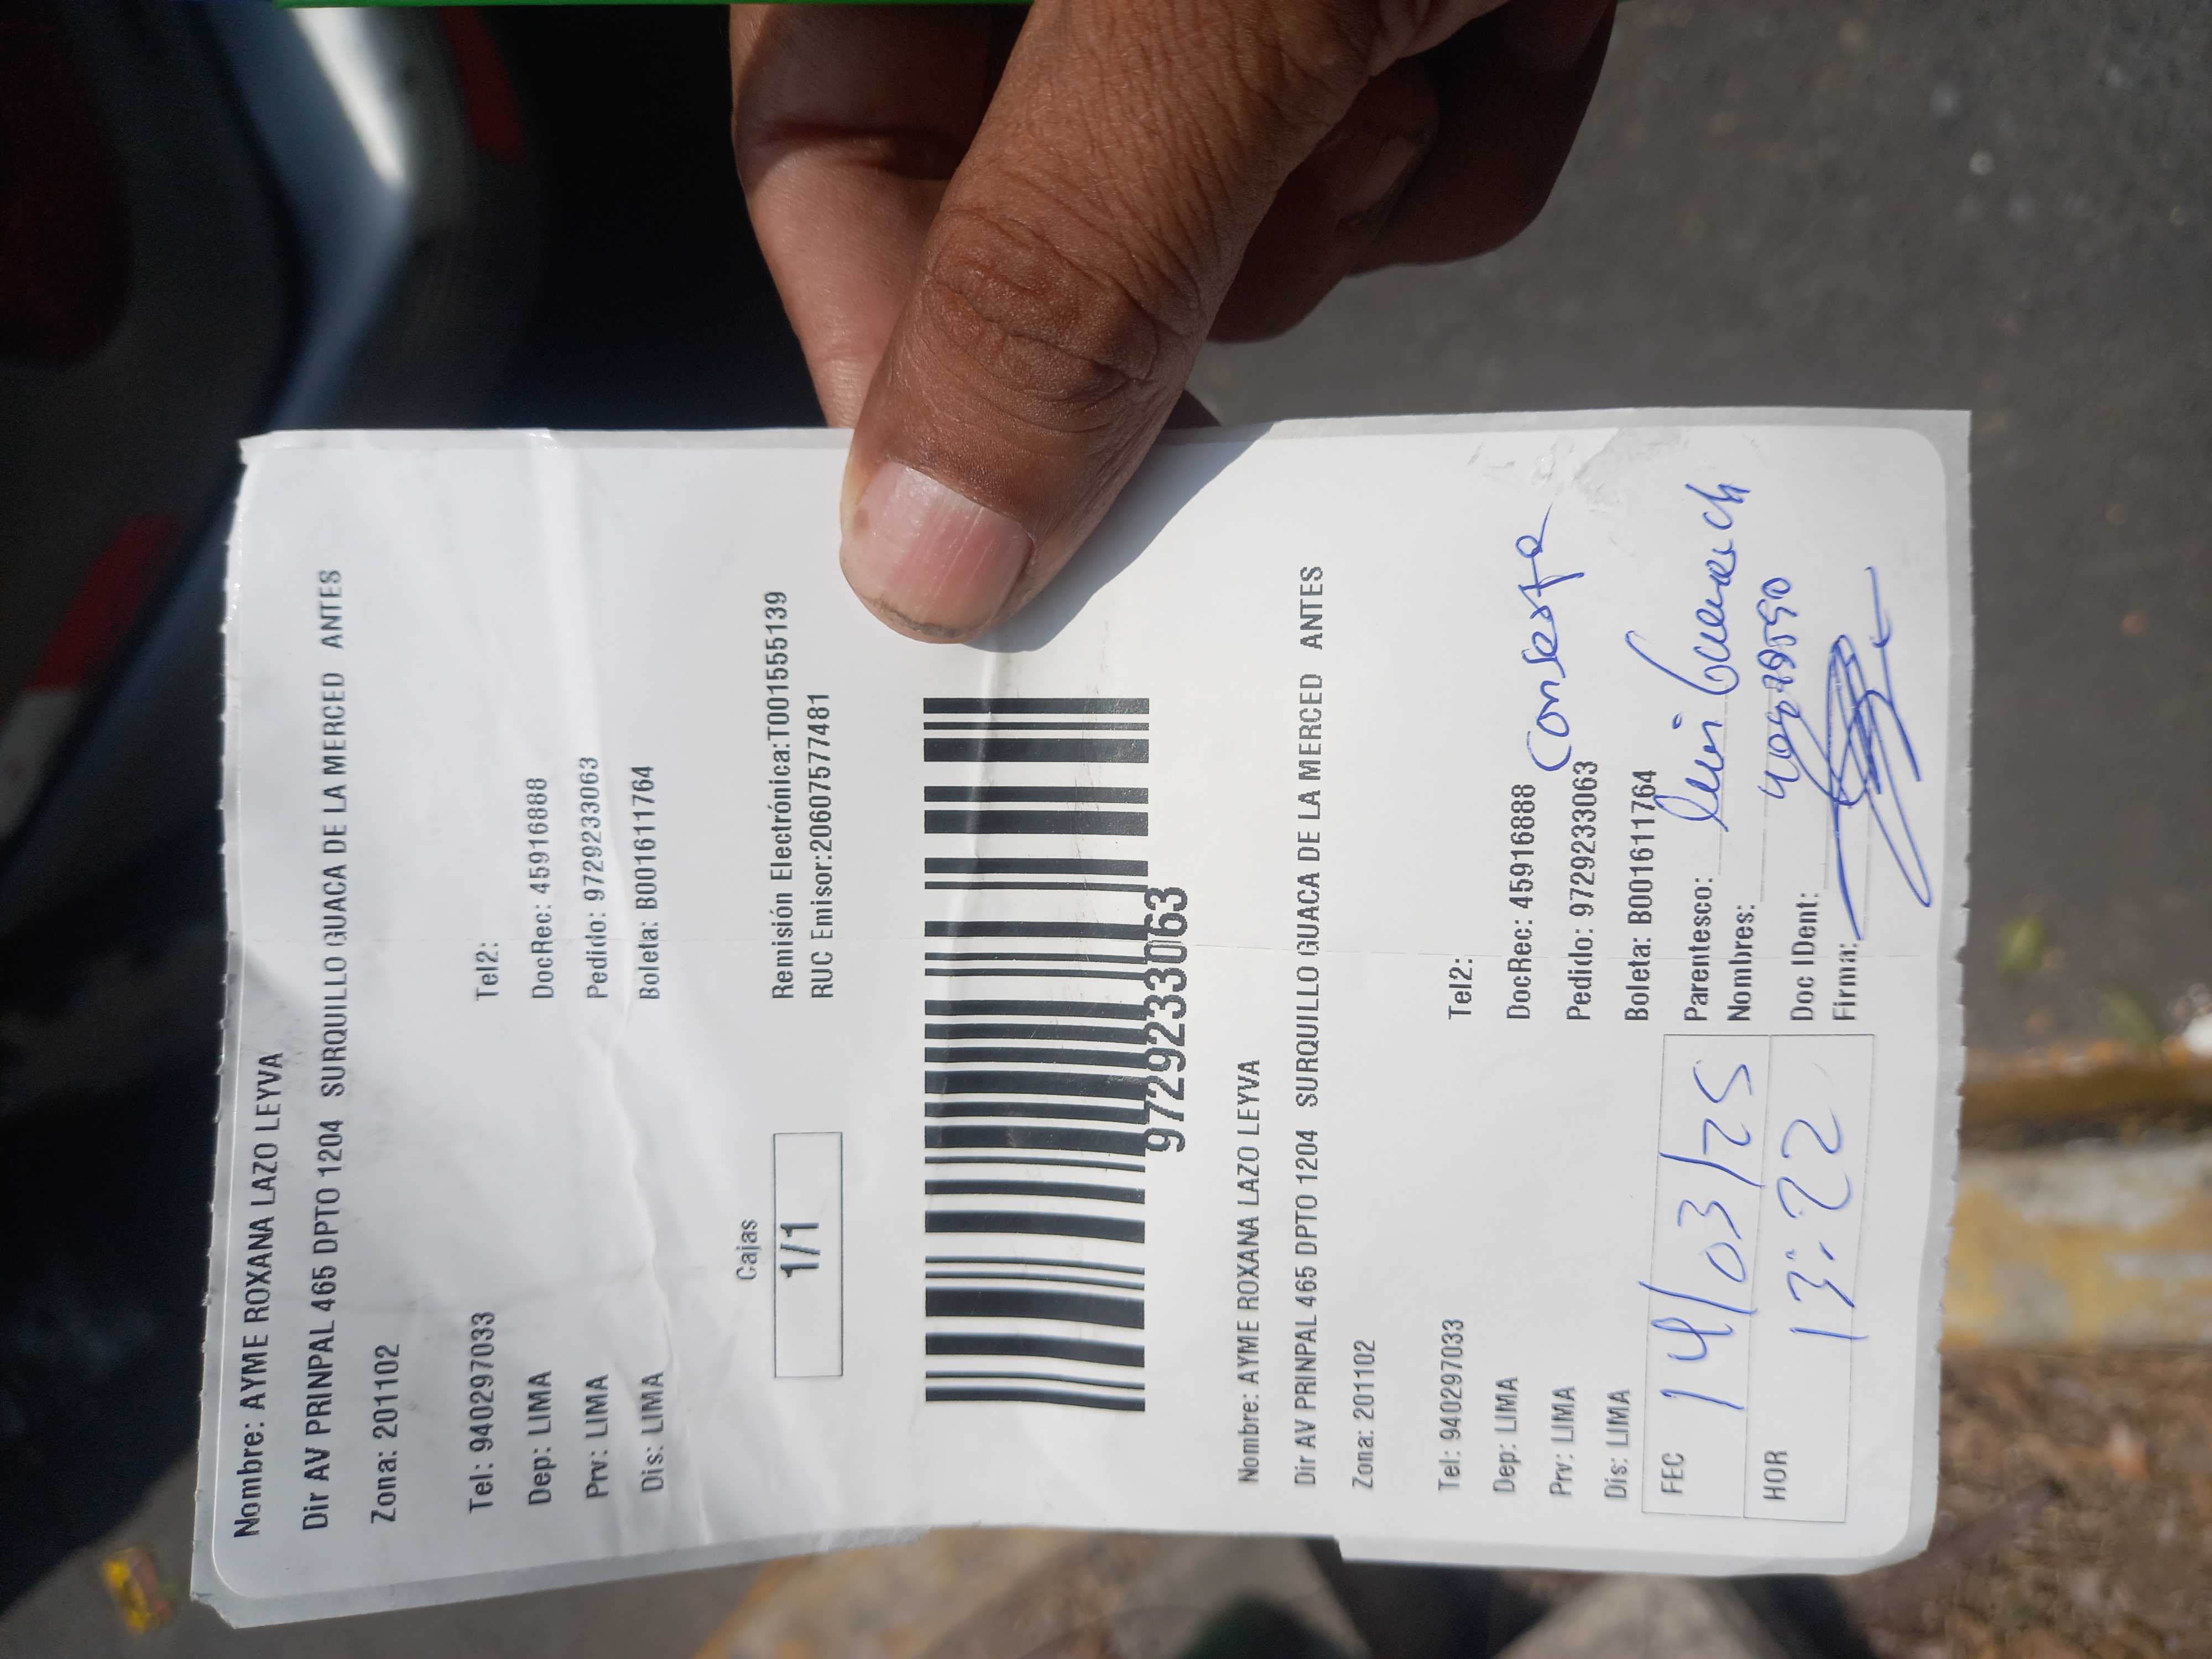 Nombre: AYME ROXANA LAZO LEYVA
Dir AV PRINPAL 465 DPTO 1204 SURQUILLO GUACA DE LA MERCED ANTES
Zona: 201102
Tel: 940297033 Tel2:
Dep: LIMA DocRec: 45916888
Prv: LIMA Pedido: 97292233063
Dis: LIMA Boleta: B001611764
Cajas
1/1
Remisión Electrónica:T001555139
RUC Emisor:20607577481
97292233063
Nombre: AYME ROXANA LAZO LEYVA
Dir AV PRINPAL 465 DPTO 1204 SURQUILLO GUACA DE LA MERCED ANTES
Zona: 201102
Tel: 940297033 Tel2:
Dep: LIMA DocRec: 45916888
Prv: LIMA Pedido: 97292233063
Dis: LIMA Boleta: B001611764
FEC 14/03/25 Parentesco:
Nombres:
HOR 13:22 Doc IDent:
Firma: